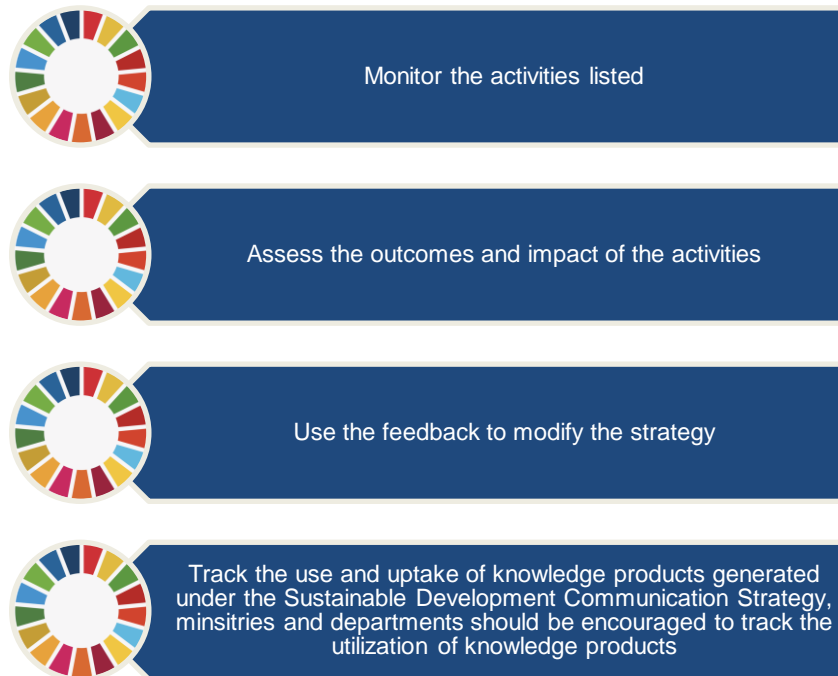 Monitor the activities listed
Assess the outcomes and impact of the activities
Use the feedback to modify the strategy
Track the use and uptake of knowledge products generated
under the Sustainable Development Communication Strategy,
minsitries and departments should be encouraged to track the
utilization of knowledge products